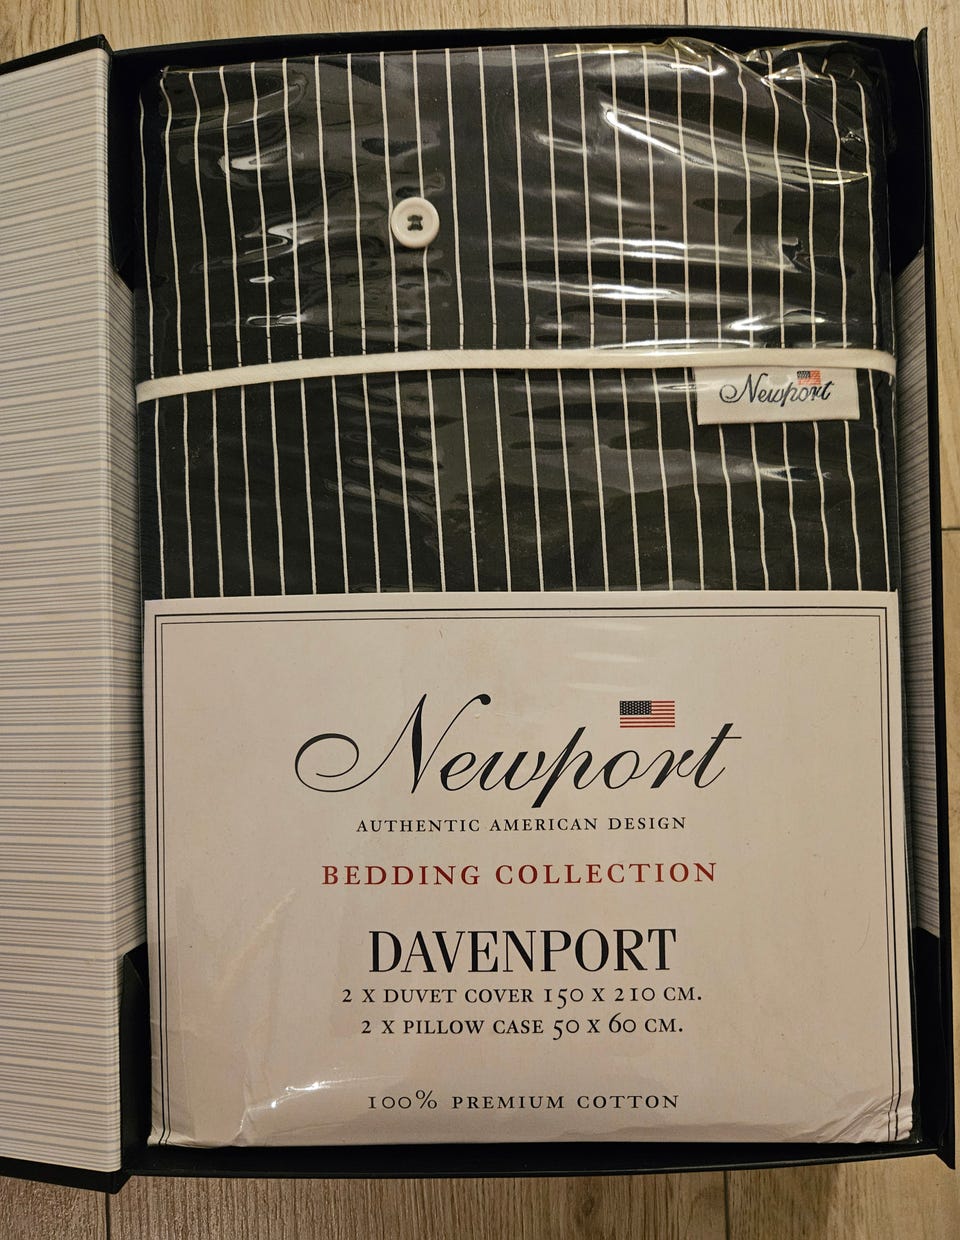 Newport
Newport
AUTHENTIC AMERICAN DESIGN
BEDDING COLLECTION
DAVENPORT
2 X DUVET COVER 150 X 210 CM.
2 X PILLOW CASE 50 X 60 CM.
100% PREMIUM COTTON